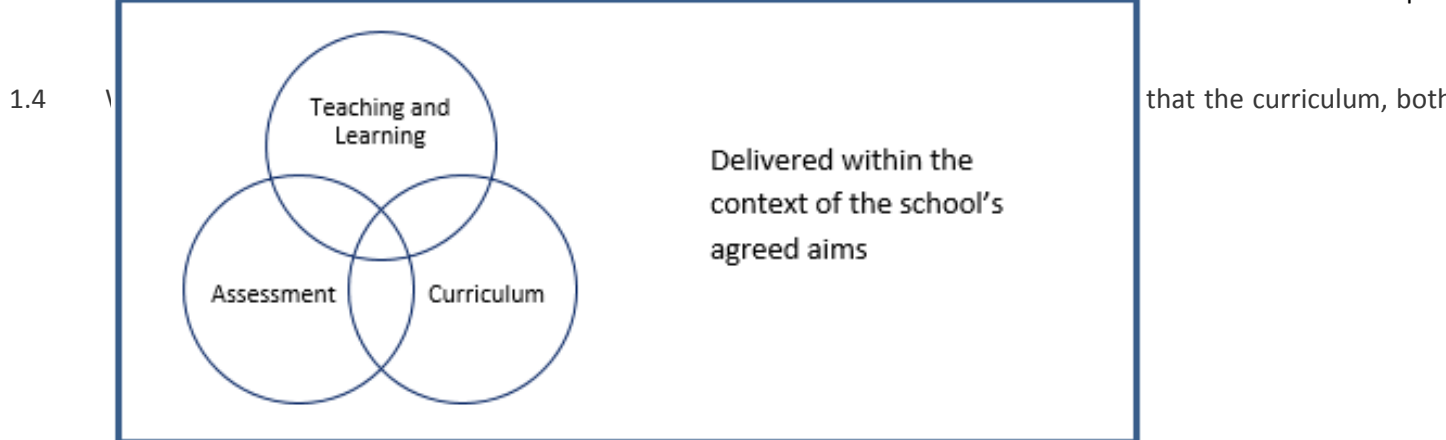 1.4 that the curriculum, both
Teaching and
Learning
Delivered within the
context of the school's
agreed aims
Assessment Curriculum